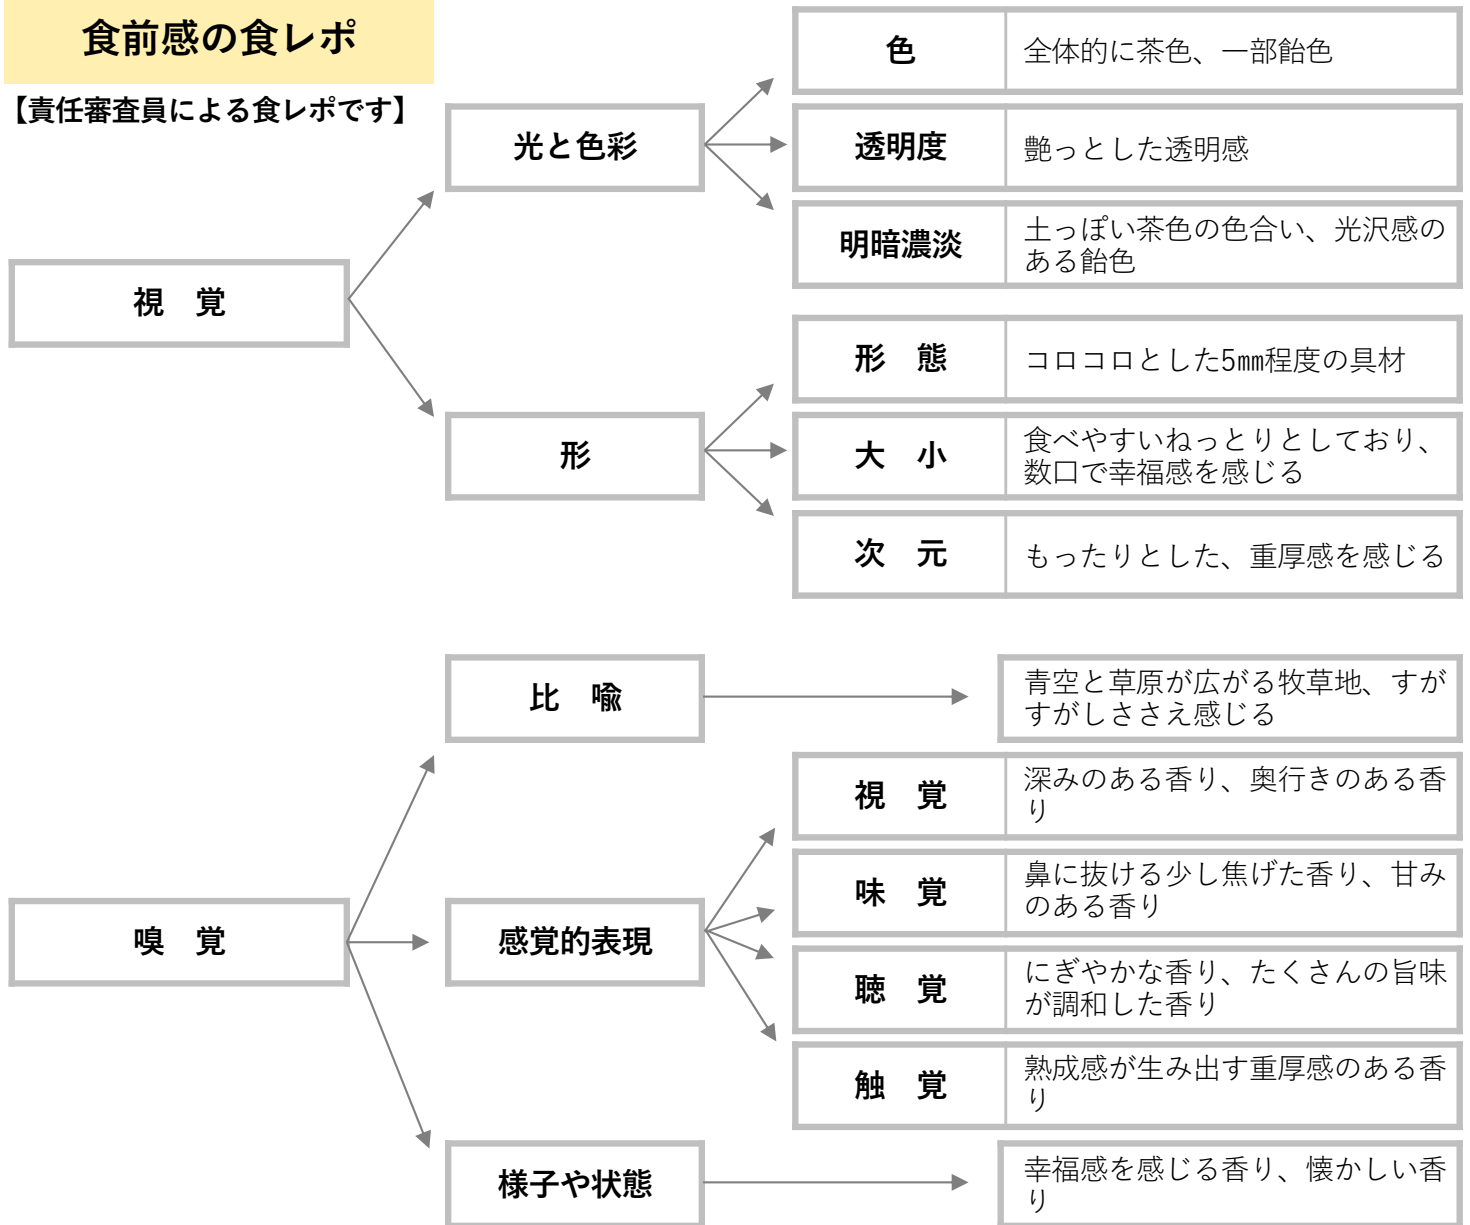 食前感の食レポ
【責任審査員による食レポです】
視　覚
光と色彩
色
全体的に茶色、一部飴色
透明度
艶っとした透明感
明暗濃淡
土っぽい茶色の色合い、光沢感の
ある飴色
形
形　態
コロコロとした5㎜程度の具材
大　小
食べやすいねっとりとしており、
数口で幸福感を感じる
次　元
もったりとした、重厚感を感じる
嗅　覚
比　喩
青空と草原が広がる牧草地、すが
すがしささえ感じる
感覚的表現
視　覚
深みのある香り、奥行きのある香
り
味　覚
鼻に抜ける少し焦げた香り、甘み
のある香り
聴　覚
にぎやかな香り、たくさんの旨味
が調和した香り
触　覚
熟成感が生み出す重厚感のある香
り
様子や状態
幸福感を感じる香り、懐かしい香
り